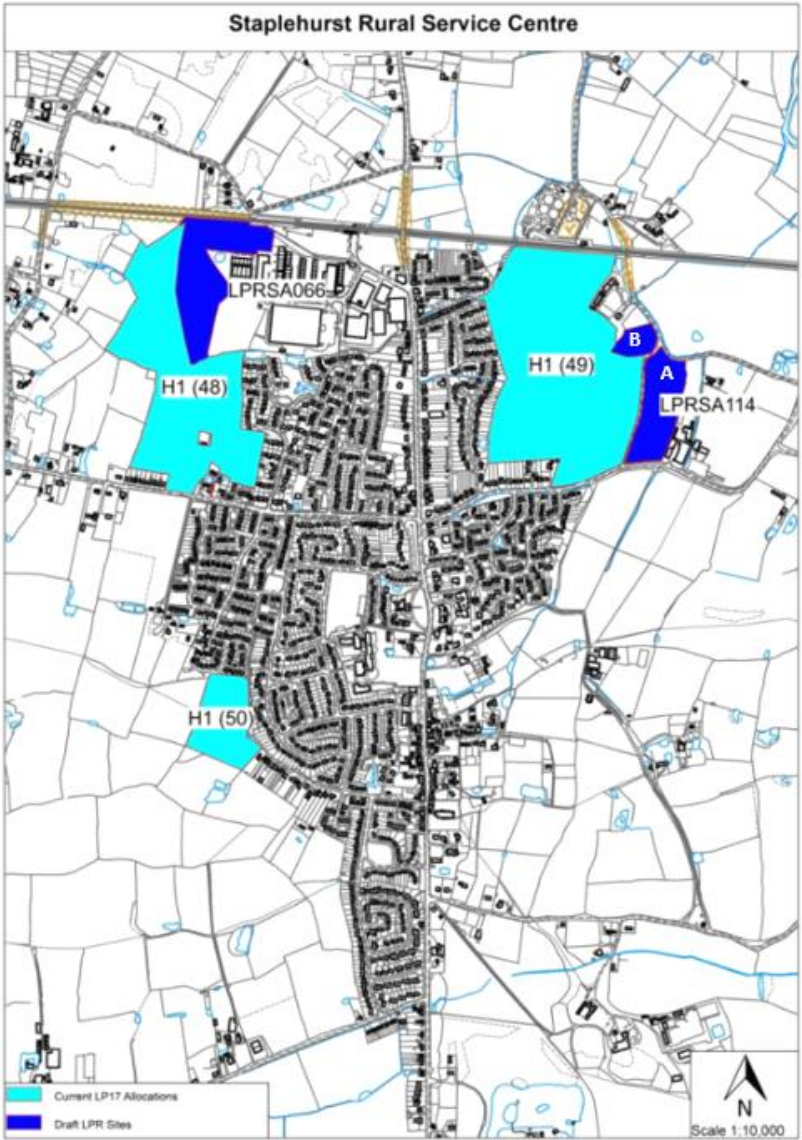 Staplehurst Rural Service Centre
LPRSA066
B
H1 (49)
A
H1 (48)
LPRSA114
H1 (50)
Current LP17 Allocations
Draft LPR Sites
N
Scale 1:10,000